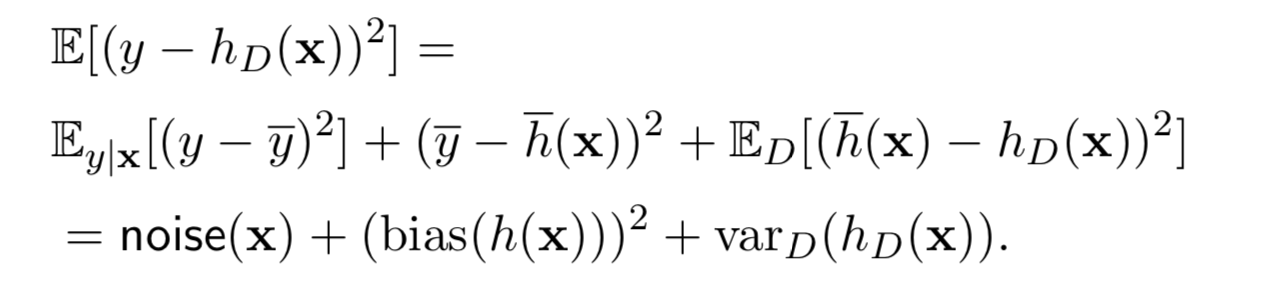 𝔼[(y − h_D(𝐱))²] =
𝔼_{y|𝐱}[(y − y̅)²] + (y̅ − h̅(𝐱))² + 𝔼_D[(h̅(𝐱) − h_D(𝐱))²]
= noise(𝐱) + (bias(h(𝐱)))² + var_D(h_D(𝐱)).